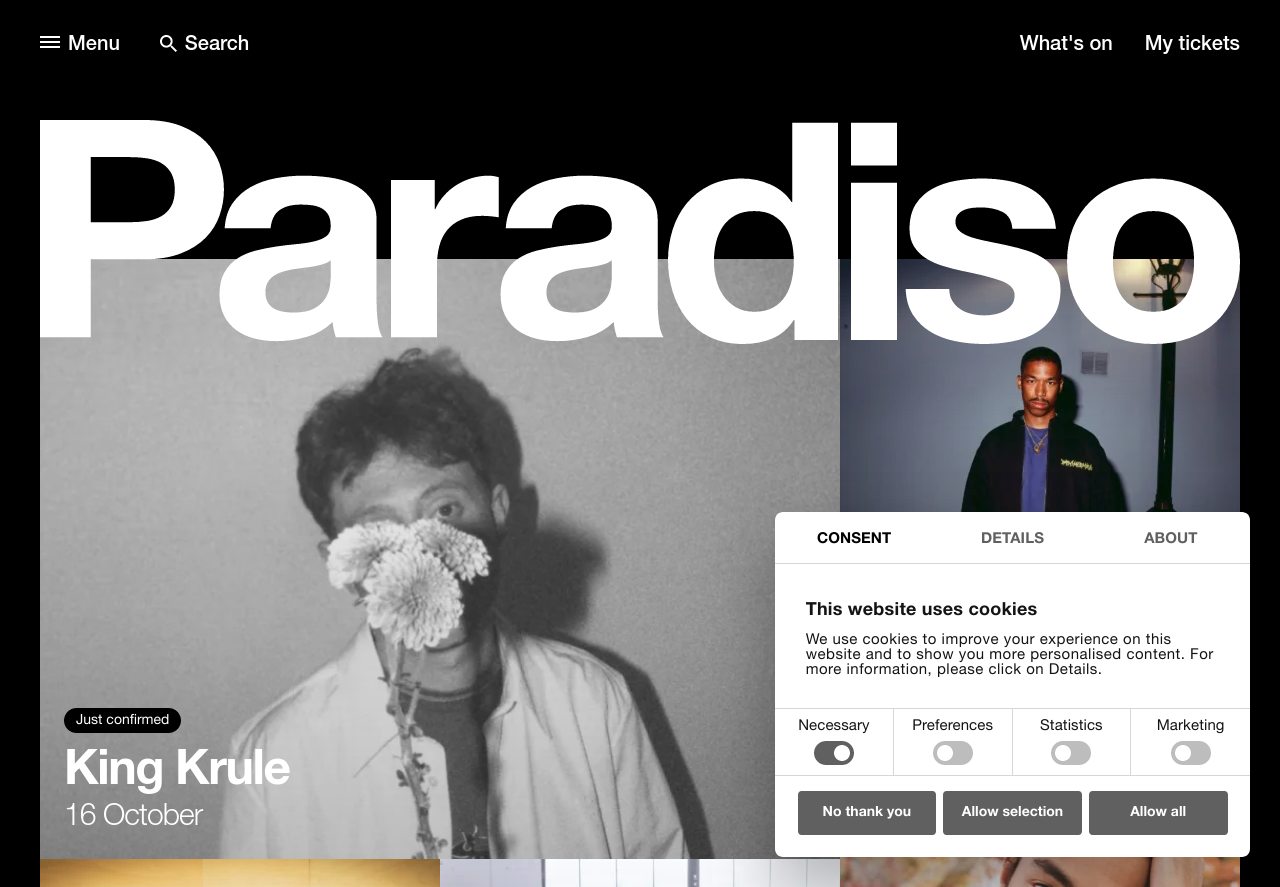 Menu
Search
What's on
My tickets
Paradiso
Just confirmed
King Krule
16 October
CONSENT
DETAILS
ABOUT
This website uses cookies
We use cookies to improve your experience on this
website and to show you more personalised content. For
more information, please click on Details.
Necessary
Preferences
Statistics
Marketing
No thank you
Allow selection
Allow all